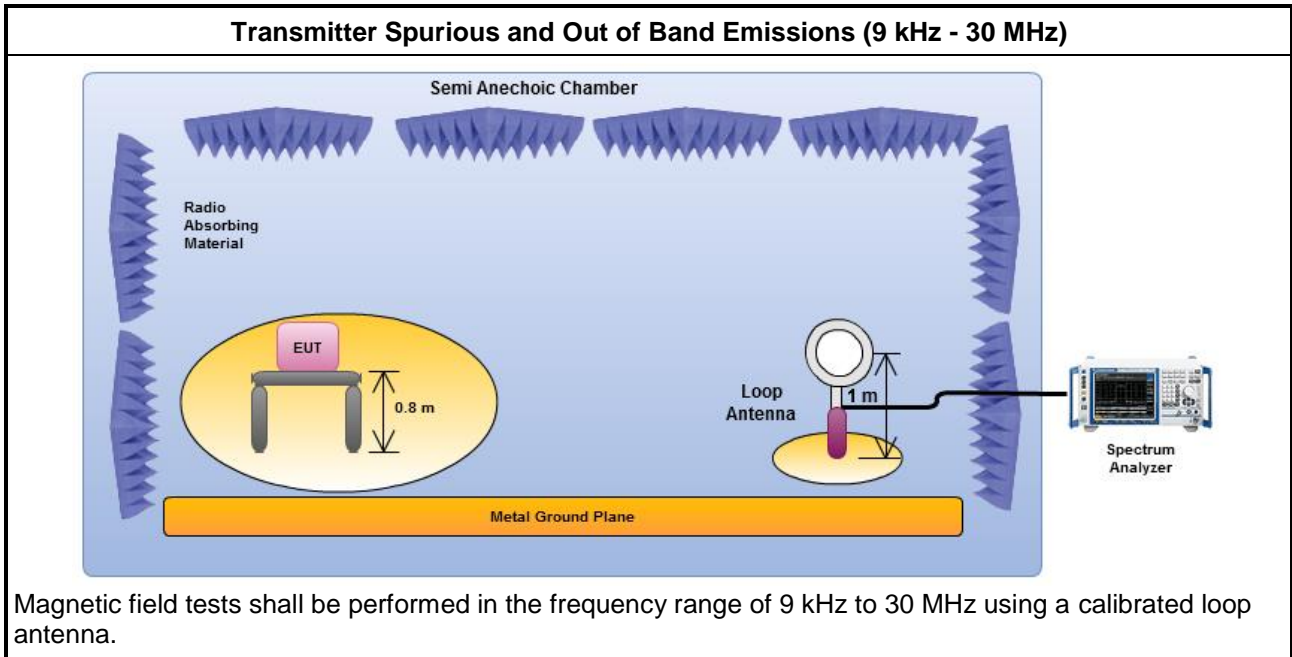 Transmitter Spurious and Out of Band Emissions (9 kHz - 30 MHz)
Semi Anechoic Chamber
Radio
Absorbing
Material
EUT
0.8 m
Loop
Antenna
1 m
Spectrum
Analyzer
Metal Ground Plane
Magnetic field tests shall be performed in the frequency range of 9 kHz to 30 MHz using a calibrated loop
antenna.